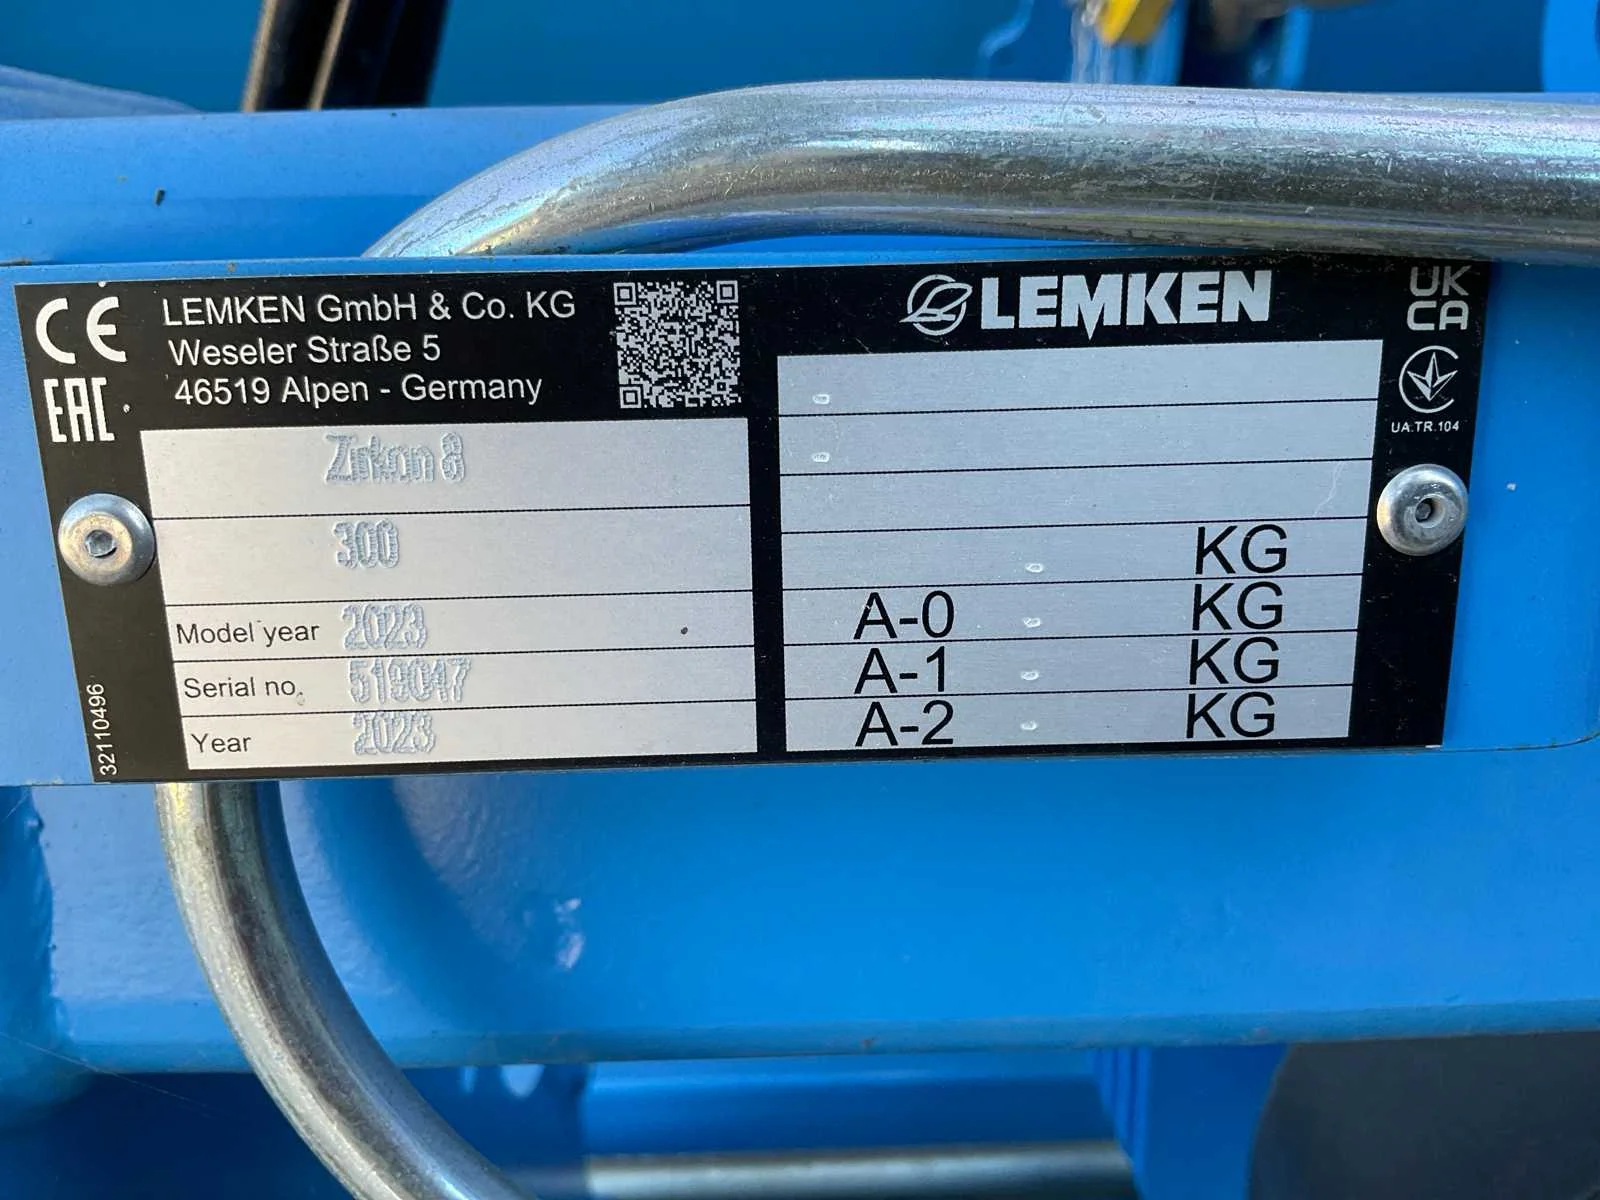 CE
EAC
LEMKEN GmbH & Co. KG
Weseler Straße 5
46519 Alpen - Germany
Zirkon 8
300
Model year 2023
Serial no. 519047
Year 2023
32110496
LEMKEN
UK
CA
UA.TR.104
-
-
- KG
A-0 - KG
A-1 - KG
A-2 - KG